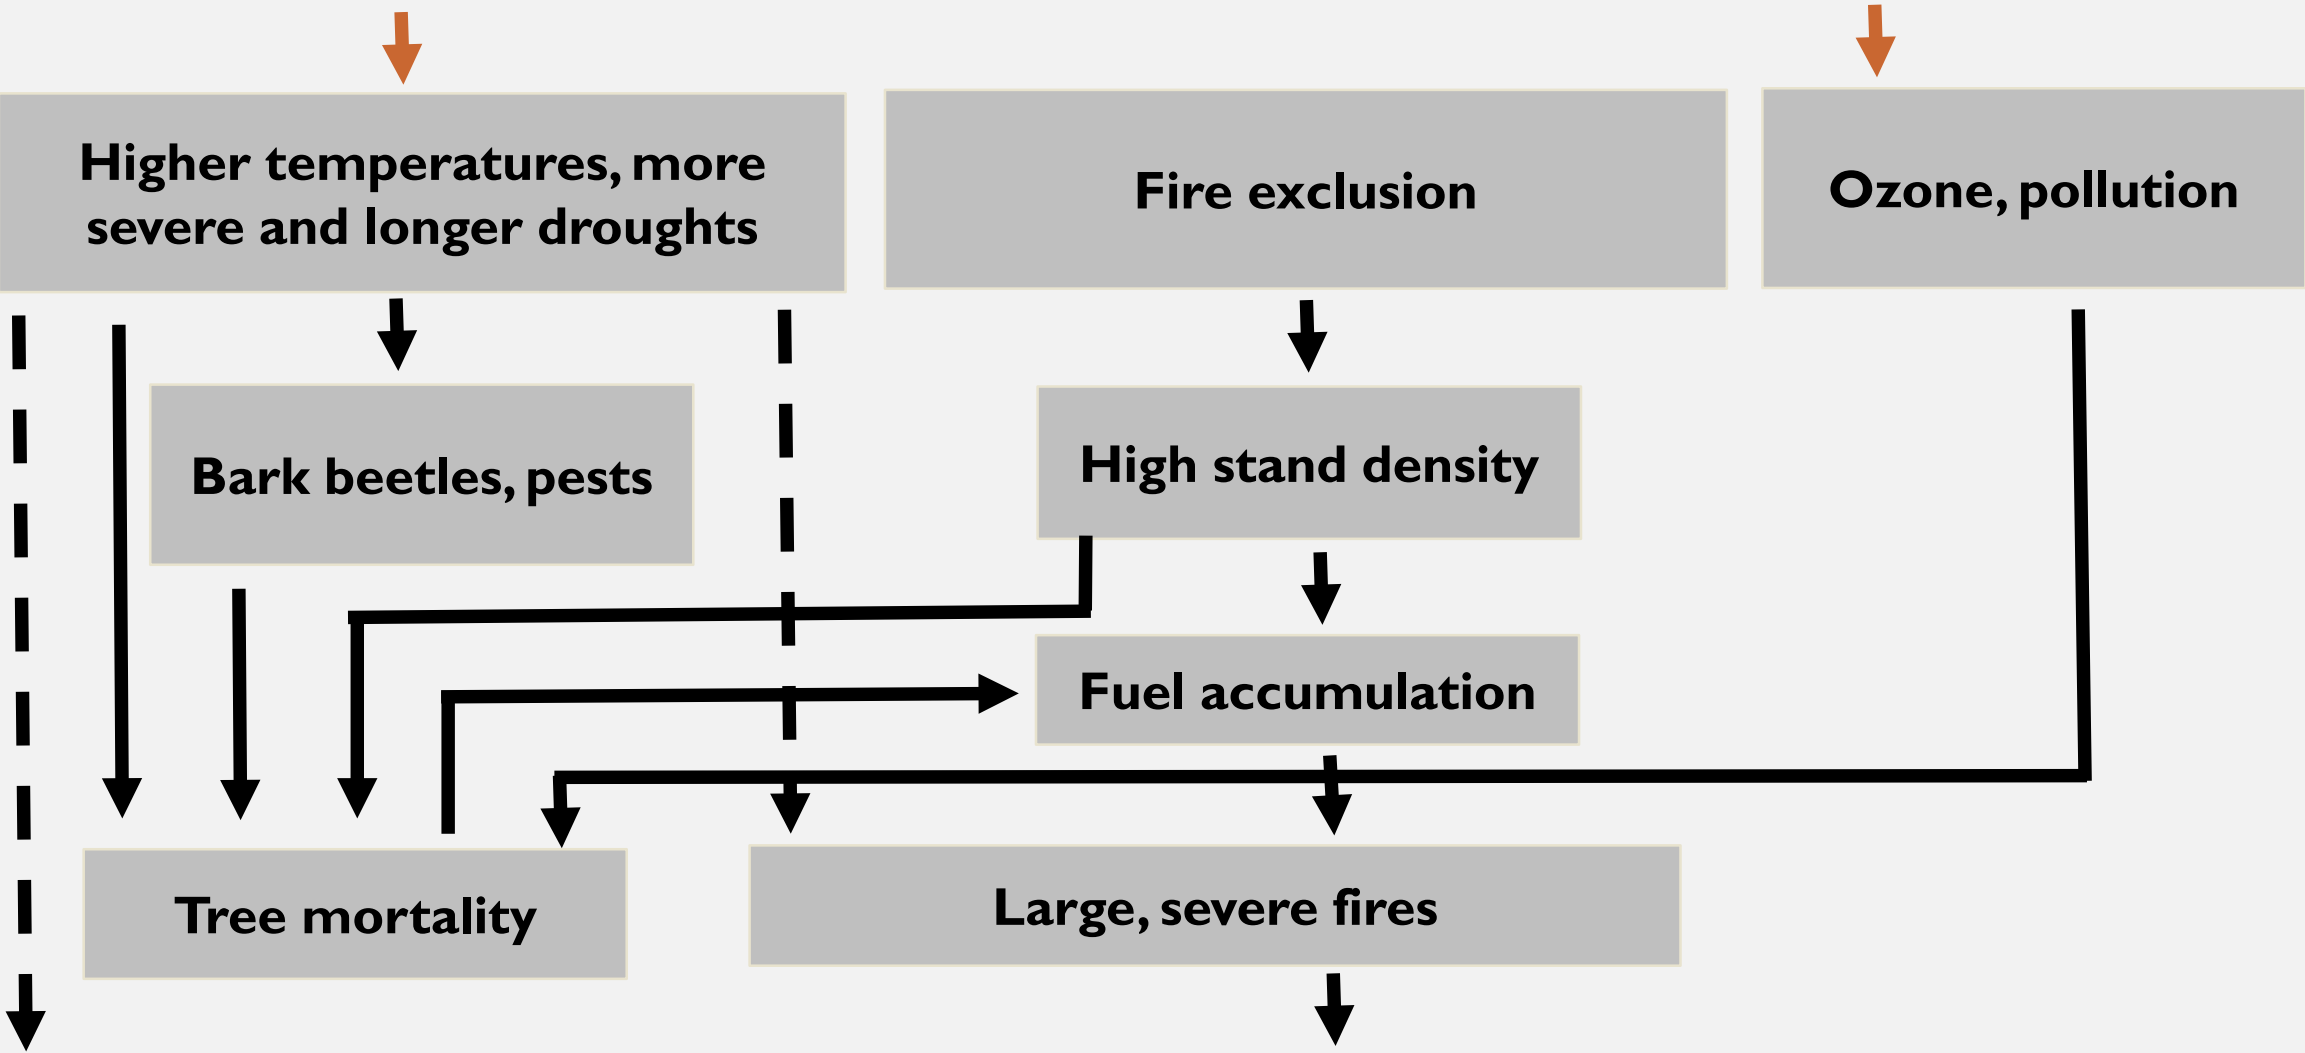 Higher temperatures, more
severe and longer droughts
Fire exclusion
Ozone, pollution
Bark beetles, pests
High stand density
Fuel accumulation
Tree mortality
Large, severe fires